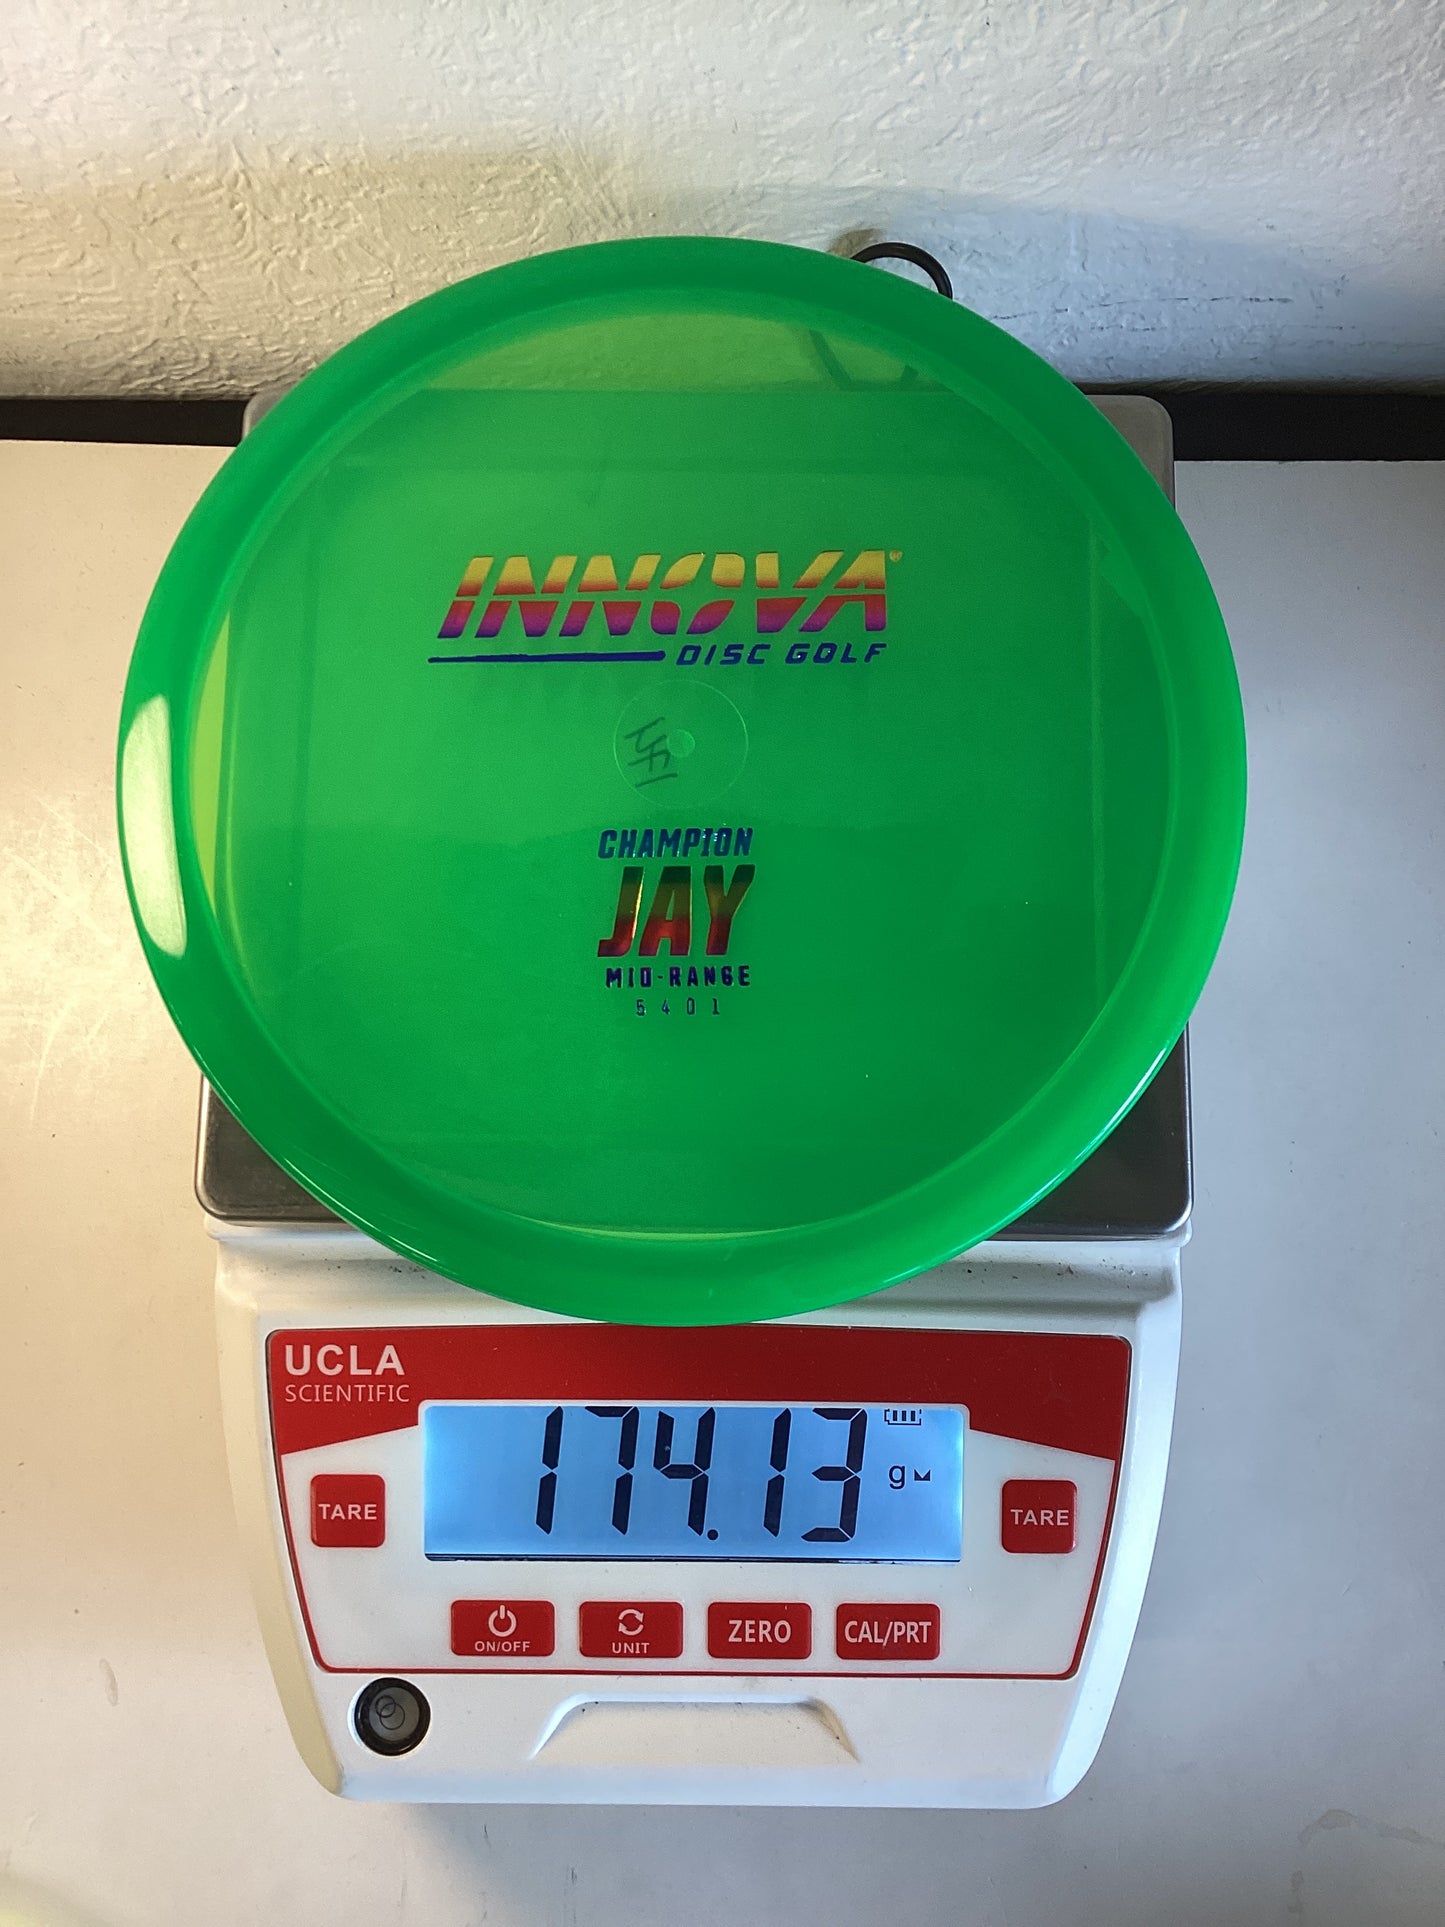 INNOVA®
DISC GOLF
CHAMPION
JAY
MID-RANGE
5 4 0 1
UCLA
SCIENTIFIC
174.13 g
TARE
TARE
ON/OFF
UNIT
ZERO
CAL/PRT